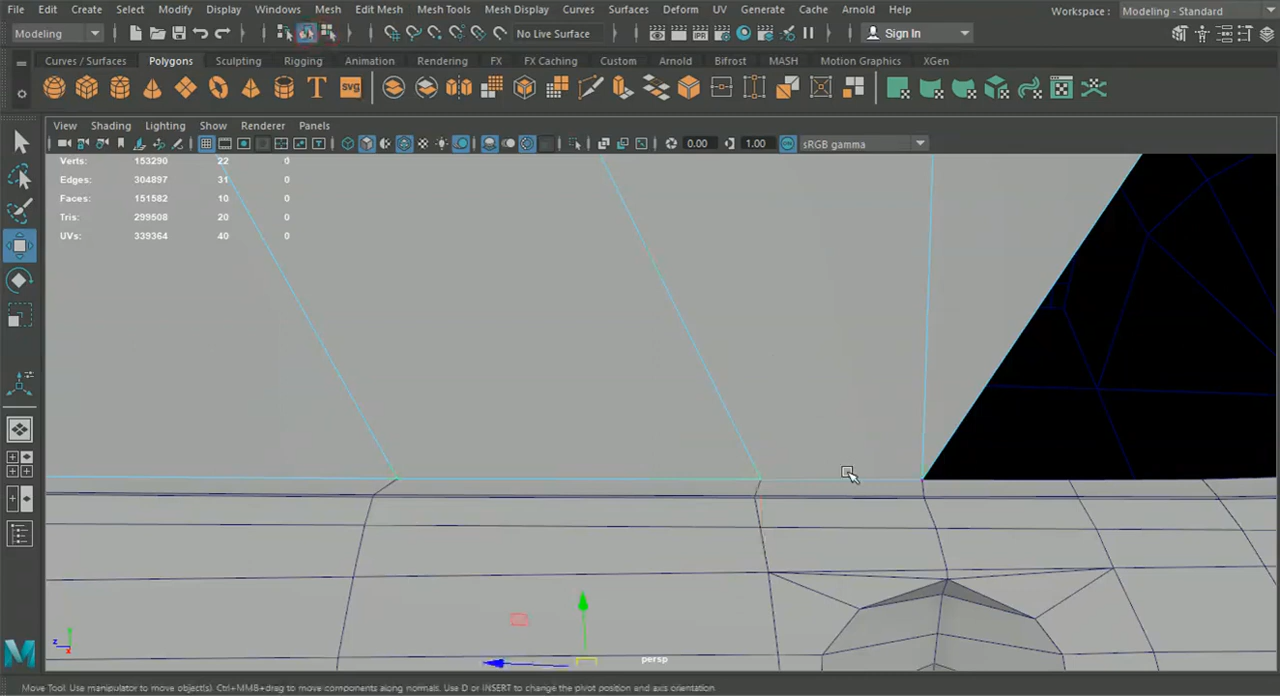 File Edit Create Select Modify Display Windows Mesh Edit Mesh Mesh Tools Mesh Display Curves Surfaces Deform UV Generate Cache Arnold Help Workspace: Modeling - Standard
Modeling No Live Surface Sign In
Curves / Surfaces Polygons Sculpting Rigging Animation Rendering FX FX Caching Custom Arnold Bifrost MASH Motion Graphics XGen
T SVG
View Shading Lighting Show Renderer Panels
0.00 1.00 sRGB gamma
Verts: 153290 22 0
Edges: 304897 31 0
Faces: 151582 10 0
Tris: 299508 20 0
UVs: 339364 40 0
z y x
persp
M
Move Tool: Use manipulator to move object(s). Ctrl+MMB+drag to move components along normals. Use D or INSERT to change the pivot position and axis orientation.